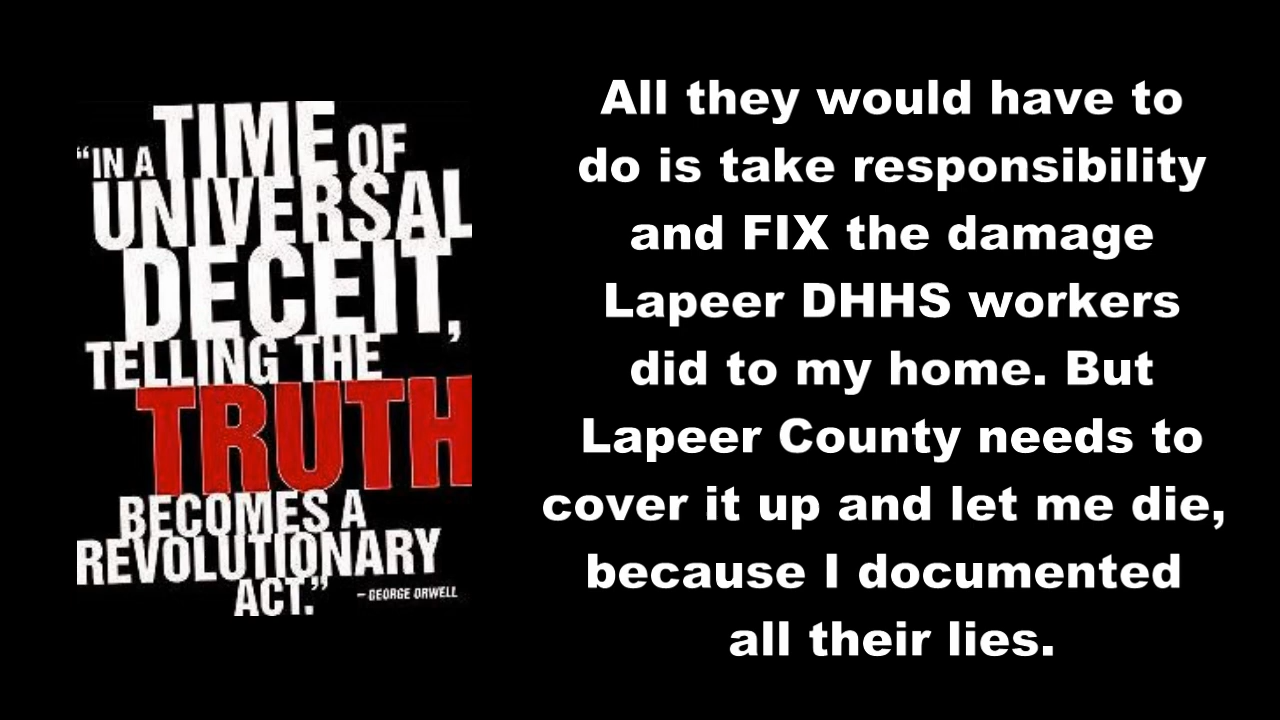 “IN A TIME OF
UNIVERSAL
DECEIT,
TELLING THE
TRUTH
BECOMES A
REVOLUTIONARY
ACT.”
– GEORGE ORWELL
All they would have to
do is take responsibility
and FIX the damage
Lapeer DHHS workers
did to my home. But
Lapeer County needs to
cover it up and let me die,
because I documented
all their lies.